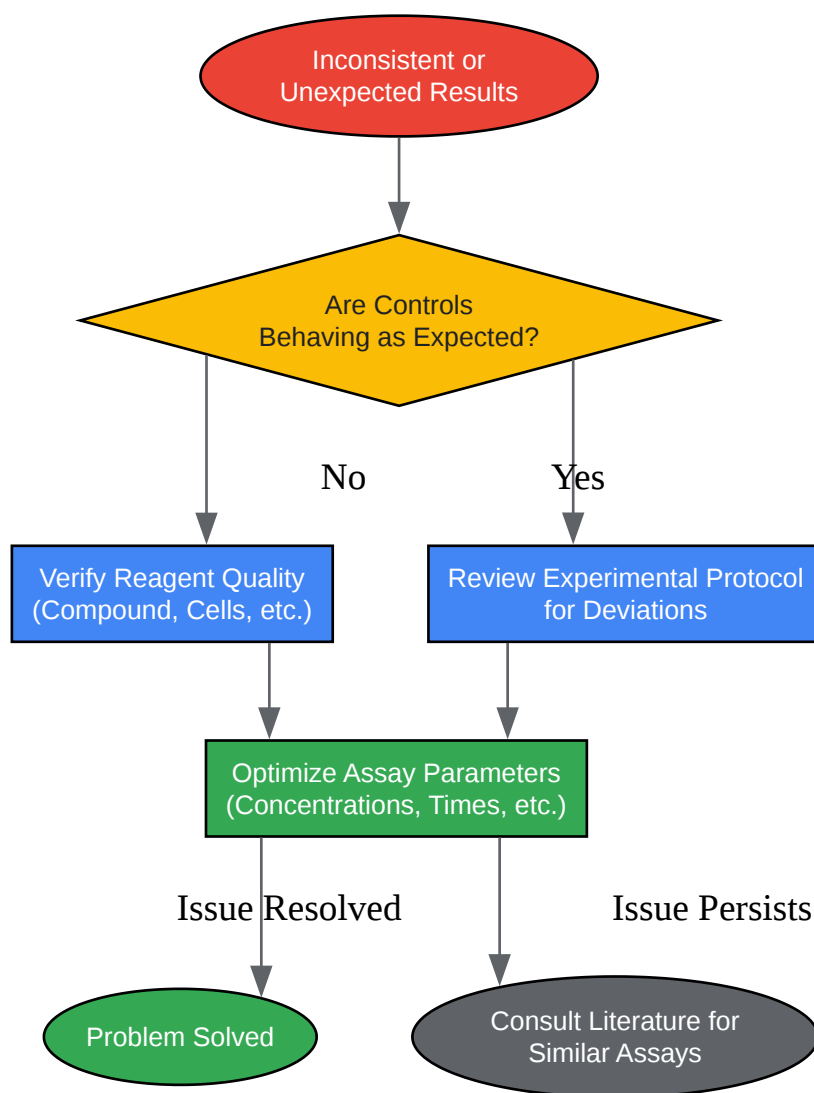 Inconsistent or
Unexpected Results
Are Controls
Behaving as Expected?
No
Yes
Verify Reagent Quality
(Compound, Cells, etc.)
Review Experimental Protocol
for Deviations
Optimize Assay Parameters
(Concentrations, Times, etc.)
Issue Resolved
Issue Persists
Problem Solved
Consult Literature for
Similar Assays